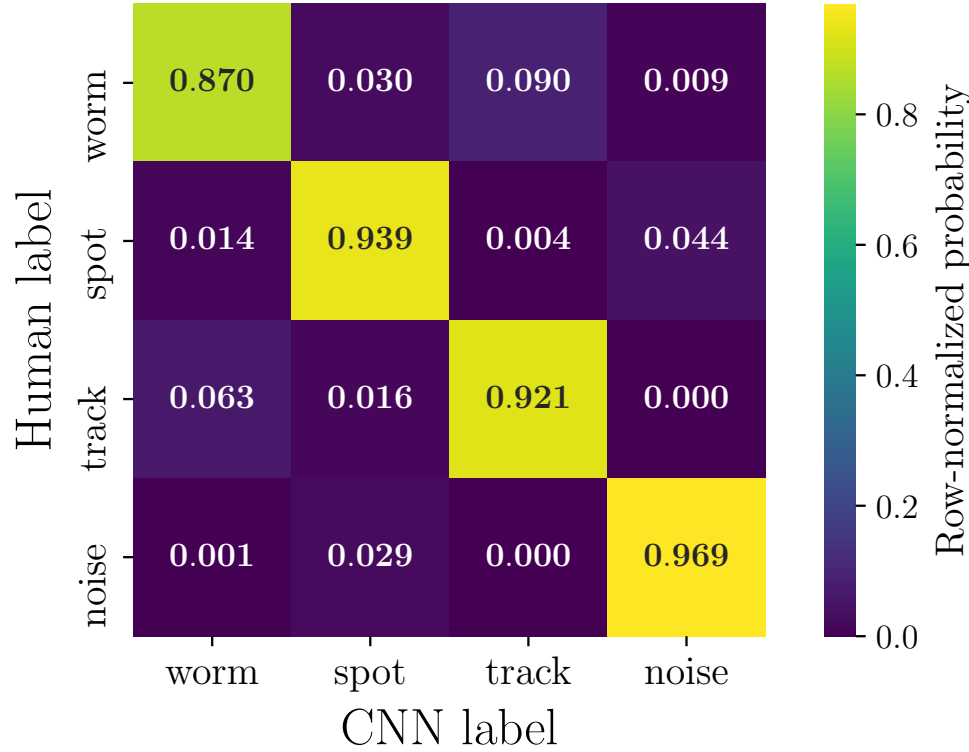 Human label
worm
spot
track
noise
0.870 0.030 0.090 0.009
0.014 0.939 0.004 0.044
0.063 0.016 0.921 0.000
0.001 0.029 0.000 0.969
worm spot track noise
CNN label
0.8
0.6
0.4
0.2
0.0
Row-normalized probability